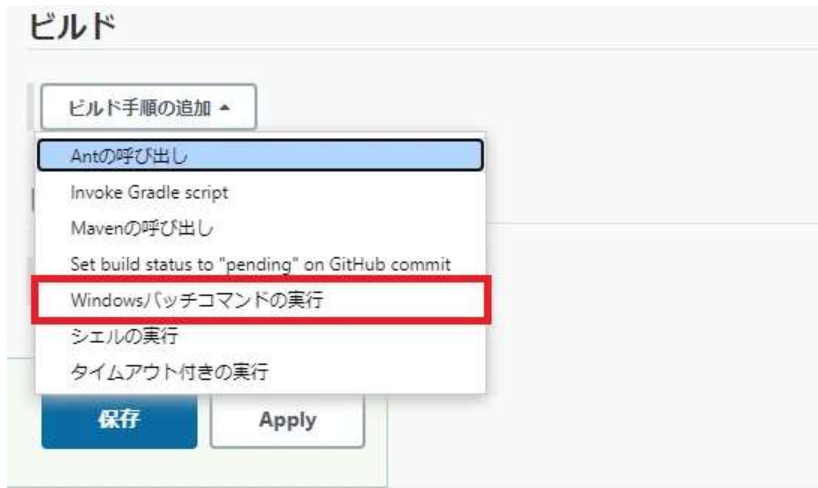 ビルド
ビルド手順の追加
Antの呼び出し
Invoke Gradle script
Mavenの呼び出し
Set build status to "pending" on GitHub commit
Windowsバッチコマンドの実行
シェルの実行
タイムアウト付きの実行
保存
Apply